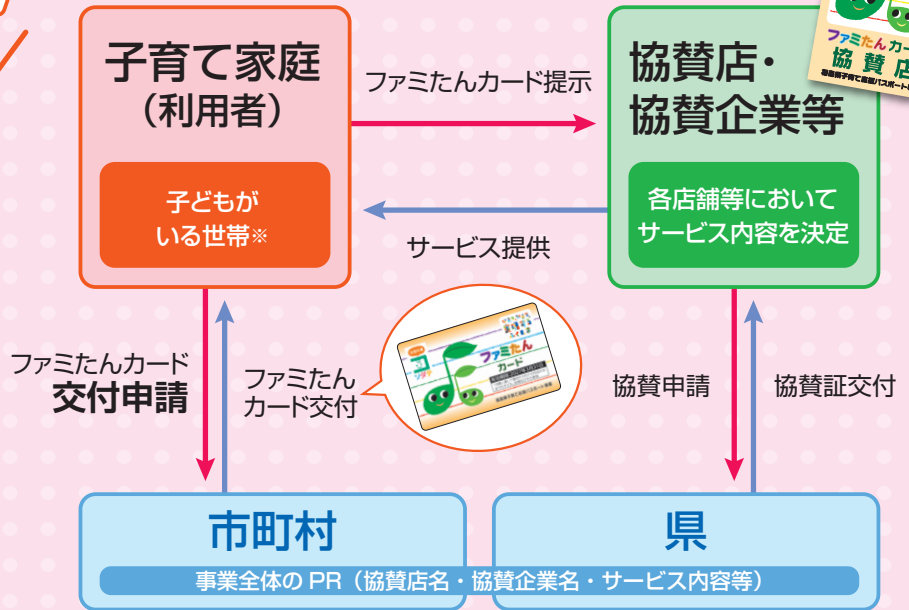 子育て家庭
（利用者）
子どもが
いる世帯※
ファミたんカード提示
サービス提供
協賛店・
協賛企業等
各店舗等において
サービス内容を決定
ファミたんカー
協賛店
ファミたんカード
交付申請
ファミたん
カード交付
ファミたん
カード
協賛申請
協賛証交付
市町村
県
事業全体の PR（協賛店名・協賛企業名・サービス内容等）